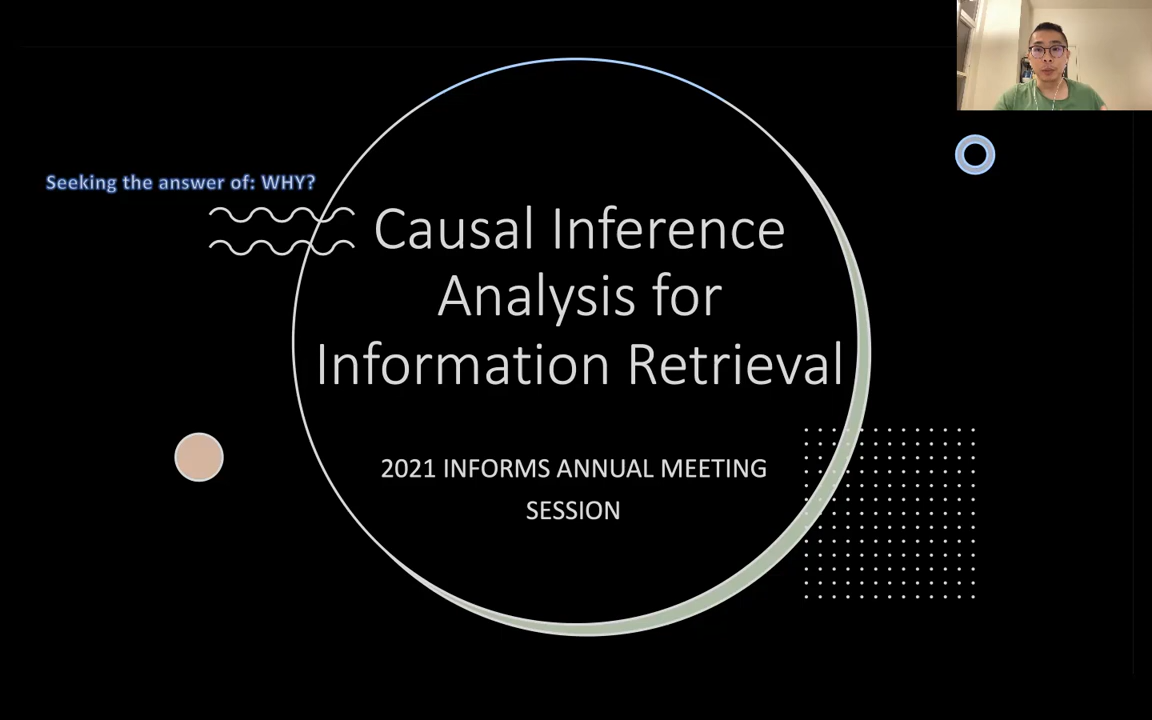 Seeking the answer of: WHY?
Causal Inference
Analysis for
Information Retrieval
2021 INFORMS ANNUAL MEETING
SESSION